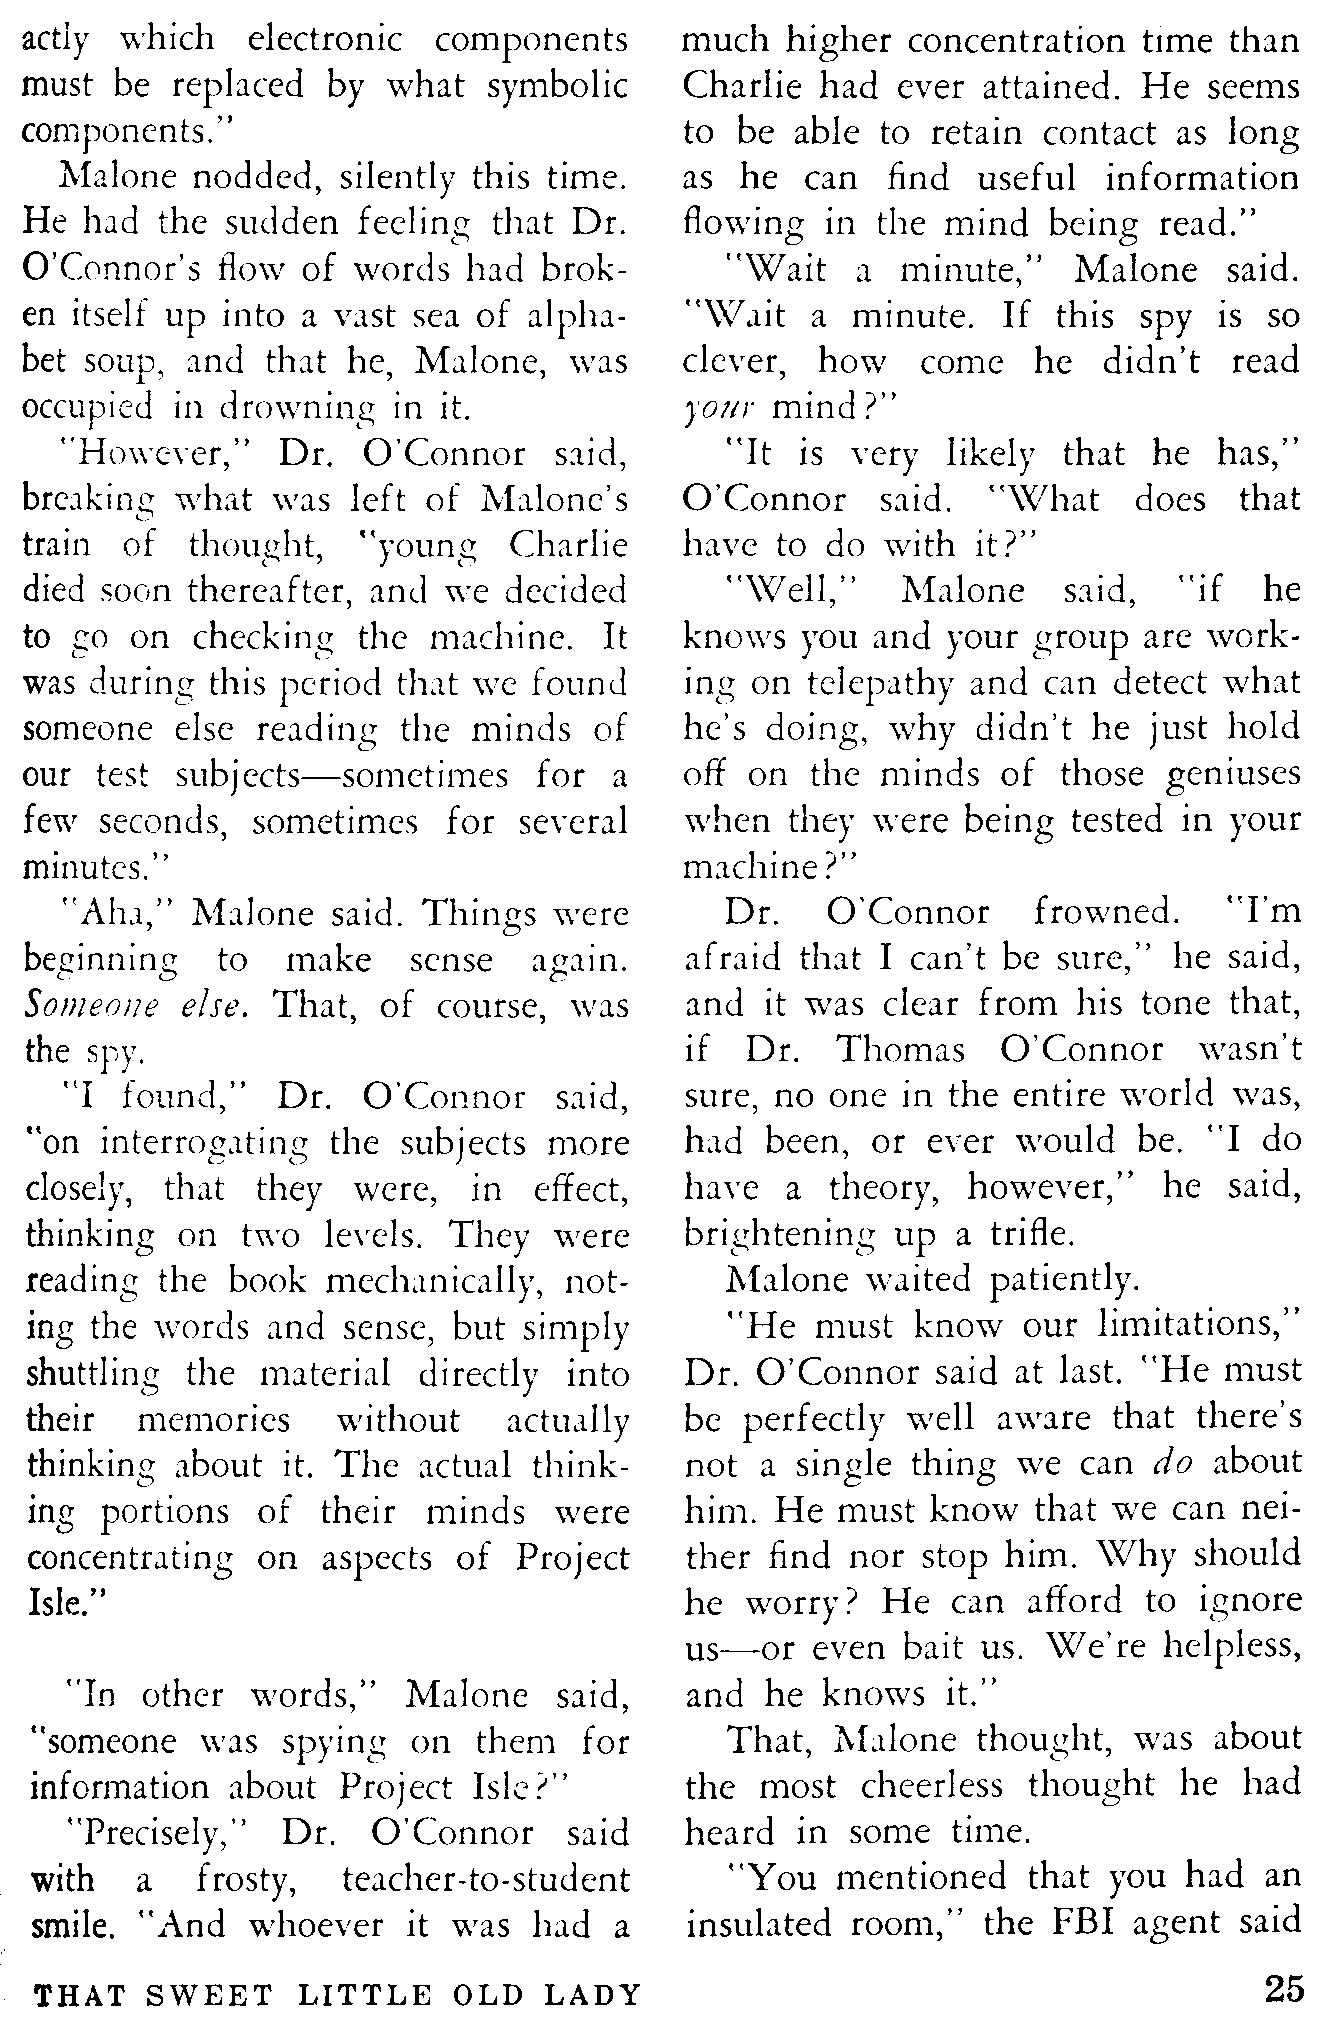 actly which electronic components
must be replaced by what symbolic
components."
Malone nodded, silently this time.
He had the sudden feeling that Dr.
O'Connor's flow of words had brok-
en itself up into a vast sea of alpha-
bet soup, and that he, Malone, was
occupied in drowning in it.
"However," Dr. O'Connor said,
breaking what was left of Malone's
train of thought, "young Charlie
died soon thereafter, and we decided
to go on checking the machine. It
was during this period that we found
someone else reading the minds of
our test subjects—sometimes for a
few seconds, sometimes for several
minutes."
"Aha," Malone said. Things were
beginning to make sense again.
Someone else. That, of course, was
the spy.
"I found," Dr. O'Connor said,
"on interrogating the subjects more
closely, that they were, in effect,
thinking on two levels. They were
reading the book mechanically, not-
ing the words and sense, but simply
shuttling the material directly into
their memories without actually
thinking about it. The actual think-
ing portions of their minds were
concentrating on aspects of Project
Isle."
"In other words," Malone said,
"someone was spying on them for
information about Project Isle?"
"Precisely," Dr. O'Connor said
with a frosty, teacher-to-student
smile. "And whoever it was had a
much higher concentration time than
Charlie had ever attained. He seems
to be able to retain contact as long
as he can find useful information
flowing in the mind being read."
"Wait a minute," Malone said.
"Wait a minute. If this spy is so
clever, how come he didn't read
your mind?"
"It is very likely that he has,"
O'Connor said. "What does that
have to do with it?"
"Well," Malone said, "if he
knows you and your group are work-
ing on telepathy and can detect what
he's doing, why didn't he just hold
off on the minds of those geniuses
when they were being tested in your
machine?"
Dr. O'Connor frowned. "I'm
afraid that I can't be sure," he said,
and it was clear from his tone that,
if Dr. Thomas O'Connor wasn't
sure, no one in the entire world was,
had been, or ever would be. "I do
have a theory, however," he said,
brightening up a trifle.
Malone waited patiently.
"He must know our limitations,"
Dr. O'Connor said at last. "He must
be perfectly well aware that there's
not a single thing we can do about
him. He must know that we can nei-
ther find nor stop him. Why should
he worry? He can afford to ignore
us—or even bait us. We're helpless,
and he knows it."
That, Malone thought, was about
the most cheerless thought he had
heard in some time.
"You mentioned that you had an
insulated room," the FBI agent said
THAT SWEET LITTLE OLD LADY 25